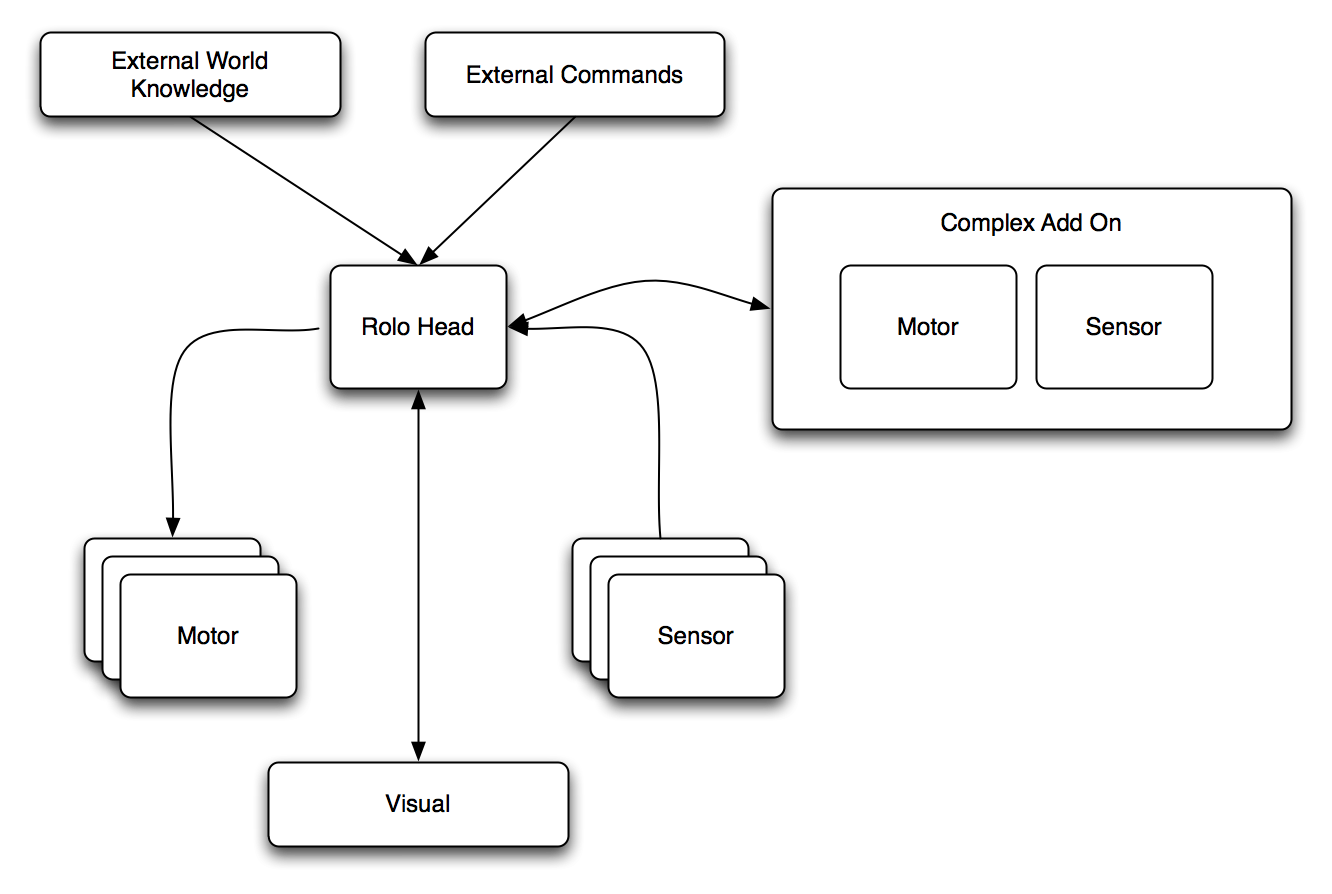 External World
Knowledge
External Commands
Complex Add On
Rolo Head
Motor
Sensor
Motor
Sensor
Visual